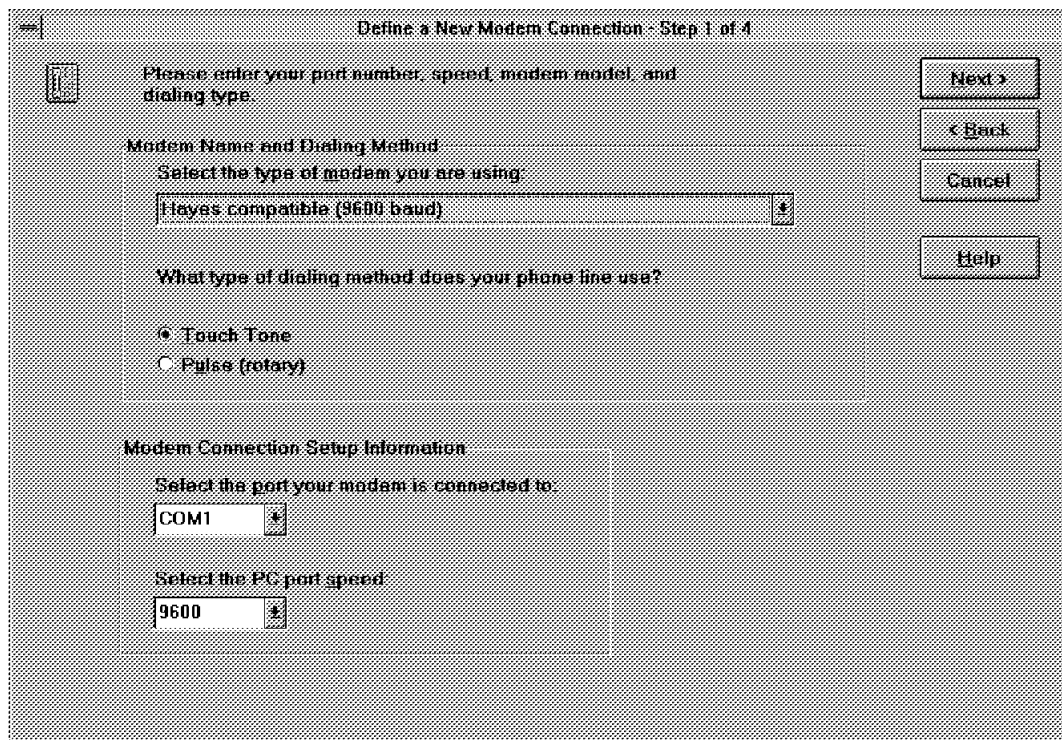 Define a New Modem Connection - Step 1 of 4
Please enter your port number, speed, modem model, and
dialing type.
Next >
< Back
Cancel
Help
Modem Name and Dialing Method
Select the type of modem you are using:
Hayes compatible (9600 baud)
What type of dialing method does your phone line use?
Touch Tone
Pulse (rotary)
Modem Connection Setup Information
Select the port your modem is connected to:
COM1
Select the PC port speed
9600